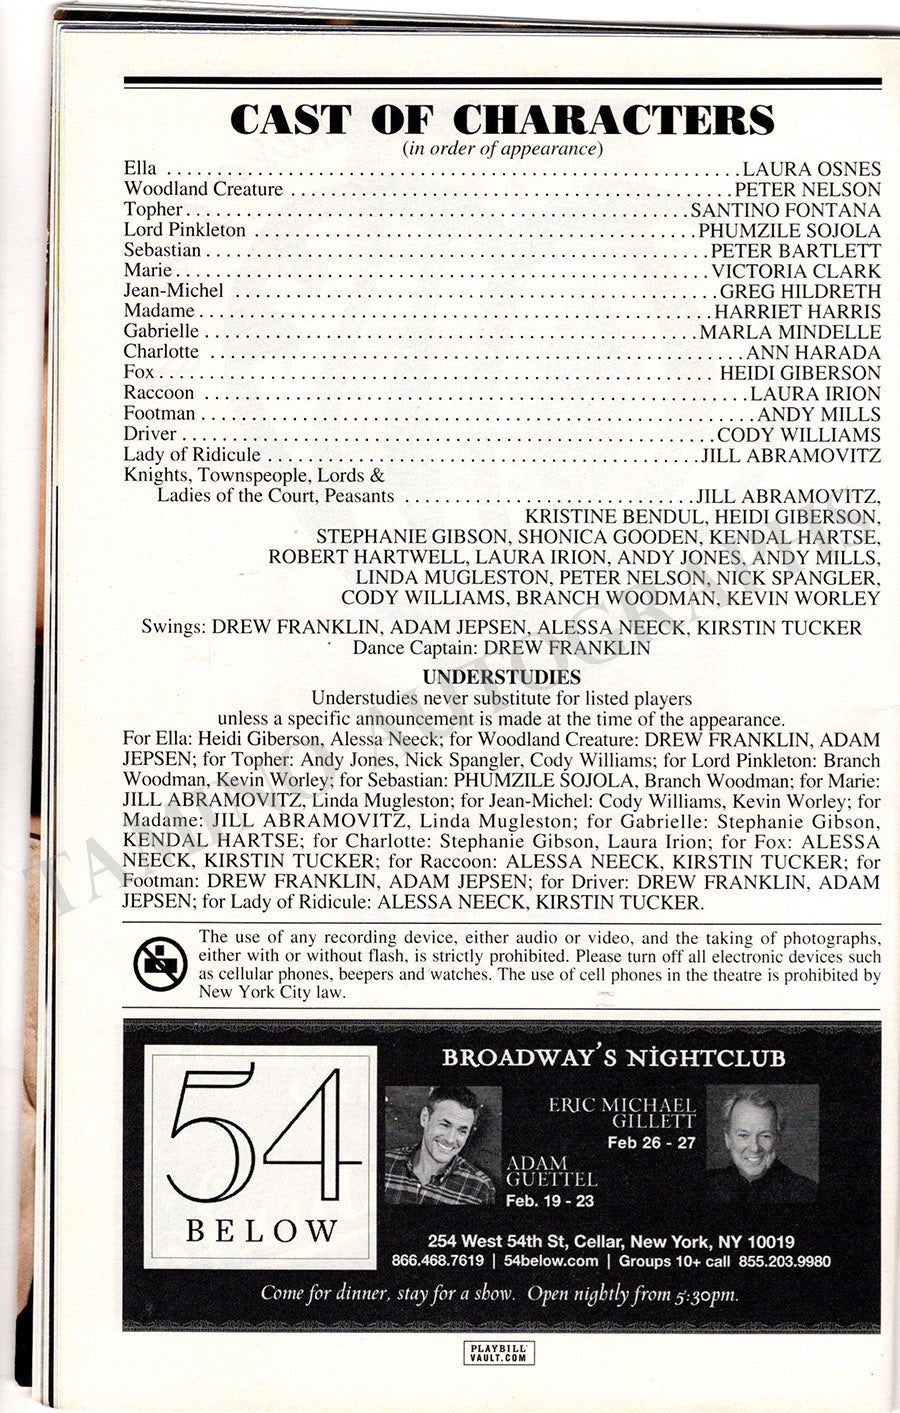 CAST OF CHARACTERS
(in order of appearance)
Ella ........ LAURA OSNES
Woodland Creature ........ PETER NELSON
Topher ........ SANTINO FONTANA
Lord Pinkleton ........ PHUMZILE SOJOLA
Sebastian ........ PETER BARTLETT
Marie ........ VICTORIA CLARK
Jean-Michel ........ GREG HILDRETH
Madame ........ HARRIET HARRIS
Gabrielle ........ MARLA MINDELLE
Charlotte ........ ANN HARADA
Fox ........ HEIDI GIBERSON
Raccoon ........ LAURA IRION
Footman ........ ANDY MILLS
Driver ........ CODY WILLIAMS
Lady of Ridicule ........ JILL ABRAMOVITZ
Knights, Townspeople, Lords &
Ladies of the Court, Peasants ........ JILL ABRAMOVITZ,
KRISTINE BENDUL, HEIDI GIBERSON,
STEPHANIE GIBSON, SHONICA GOODEN, KENDAL HARTSE,
ROBERT HARTWELL, LAURA IRION, ANDY JONES, ANDY MILLS,
LINDA MUGLESTON, PETER NELSON, NICK SPANGLER,
CODY WILLIAMS, BRANCH WOODMAN, KEVIN WORLEY
Swings: DREW FRANKLIN, ADAM JEPSEN, ALESSA NEECK, KIRSTIN TUCKER
Dance Captain: DREW FRANKLIN
UNDERSTUDIES
Understudies never substitute for listed players
unless a specific announcement is made at the time of the appearance.
For Ella: Heidi Giberson, Alessa Neeck; for Woodland Creature: DREW FRANKLIN, ADAM
JEPSEN; for Topher: Andy Jones, Nick Spangler, Cody Williams; for Lord Pinkleton: Branch
Woodman, Kevin Worley; for Sebastian: PHUMZILE SOJOLA, Branch Woodman; for Marie:
JILL ABRAMOVITZ, Linda Mugleston; for Jean-Michel: Cody Williams, Kevin Worley; for
Madame: JILL ABRAMOVITZ, Linda Mugleston; for Gabrielle: Stephanie Gibson,
KENDAL HARTSE; for Charlotte: Stephanie Gibson, Laura Irion; for Fox: ALESSA
NEECK, KIRSTIN TUCKER; for Raccoon: ALESSA NEECK, KIRSTIN TUCKER; for
Footman: DREW FRANKLIN, ADAM JEPSEN; for Driver: DREW FRANKLIN, ADAM
JEPSEN; for Lady of Ridicule: ALESSA NEECK, KIRSTIN TUCKER.
The use of any recording device, either audio or video, and the taking of photographs,
either with or without flash, is strictly prohibited. Please turn off all electronic devices such
as cellular phones, beepers and watches. The use of cell phones in the theatre is prohibited by
New York City law.
54
BELOW
BROADWAY'S NIGHTCLUB
ERIC MICHAEL
GILLETT
Feb 26 - 27
ADAM
GUETTEL
Feb. 19 - 23
254 West 54th St, Cellar, New York, NY 10019
866.468.7619 | 54below.com | Groups 10+ call 855.203.9980
Come for dinner, stay for a show. Open nightly from 5:30pm.
PLAYBILL
VAULT.COM
TAMINO AUTOGRAPHS